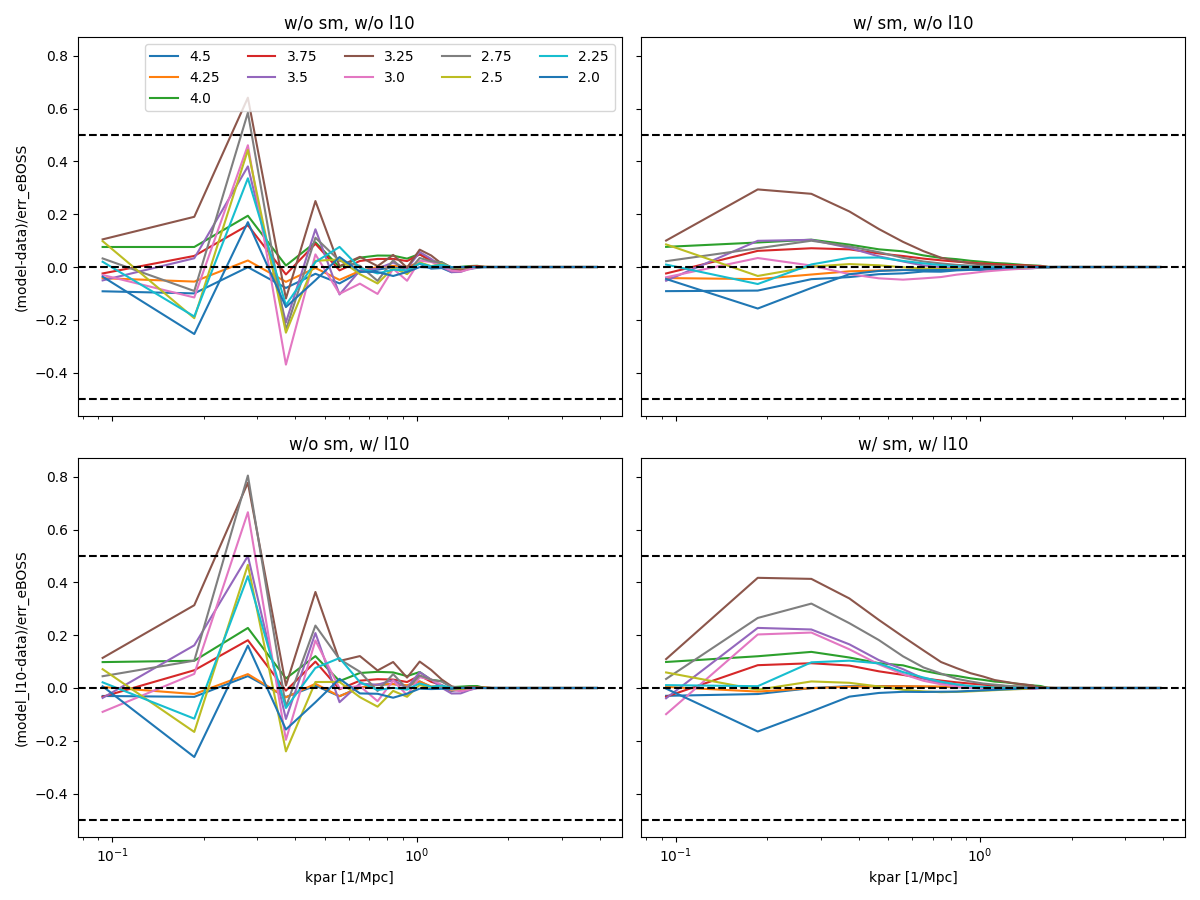 w/o sm, w/o l10
w/ sm, w/o l10
4.5 3.75 3.25 2.75 2.25
4.25 3.5 3.0 2.5 2.0
4.0
(model-data)/err_eBOSS
0.8
0.6
0.4
0.2
0.0
−0.2
−0.4
w/o sm, w/ l10
w/ sm, w/ l10
(model_l10-data)/err_eBOSS
0.8
0.6
0.4
0.2
0.0
−0.2
−0.4
10⁻¹ 10⁰ 10⁻¹ 10⁰
kpar [1/Mpc] kpar [1/Mpc]